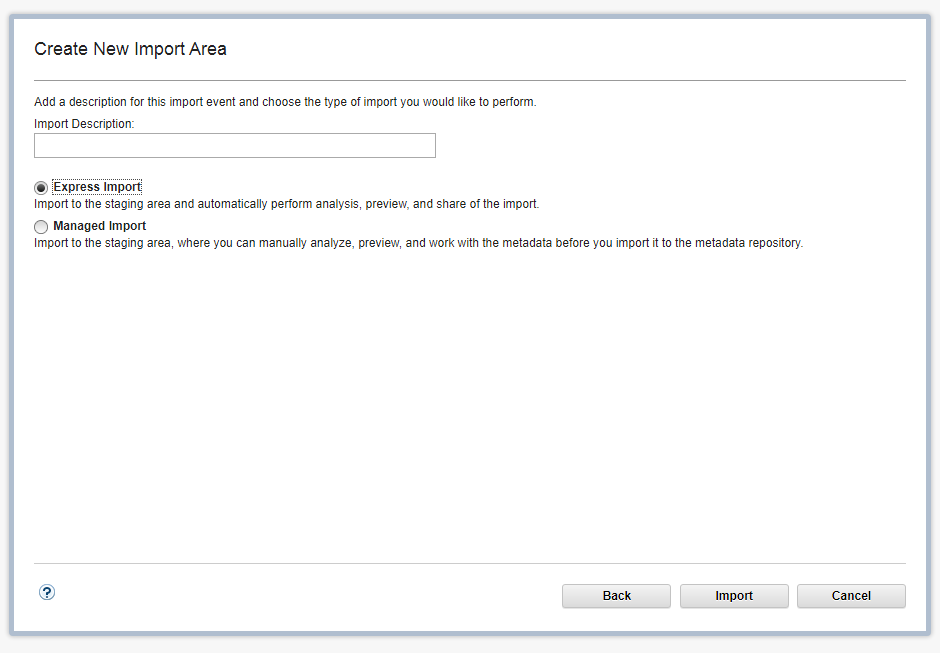 Create New Import Area
Add a description for this import event and choose the type of import you would like to perform.
Import Description:
Express Import
Import to the staging area and automatically perform analysis, preview, and share of the import.
Managed Import
Import to the staging area, where you can manually analyze, preview, and work with the metadata before you import it to the metadata repository.
?
Back
Import
Cancel